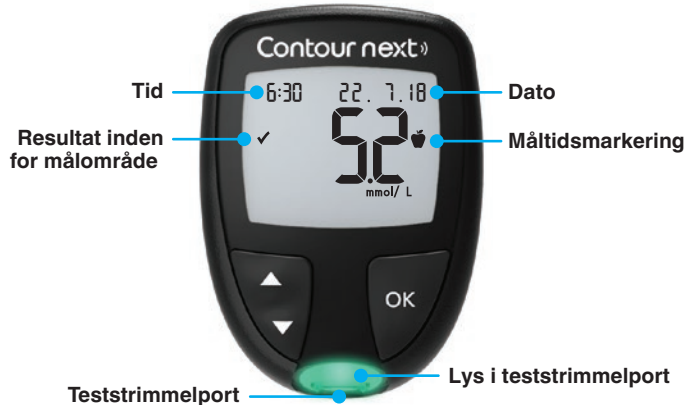 Contour next
Tid
6:30 22. 7.18
Dato
Resultat inden
for målområde
✓
5.2
Måltidsmarkering
mmol/ L
OK
Lys i teststrimmelport
Teststrimmelport